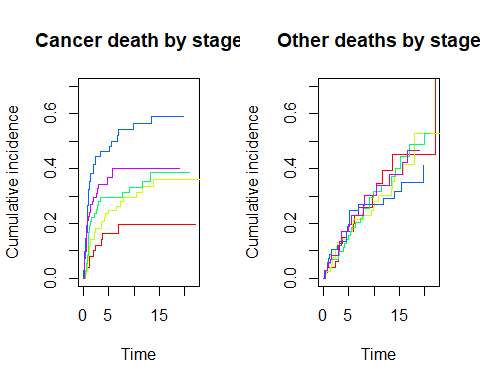 Cancer death by stage
Other deaths by stage
Cumulative incidence
0.0
0.2
0.4
0.6
0
5
15
Time
Cumulative incidence
0.0
0.2
0.4
0.6
0
5
15
Time